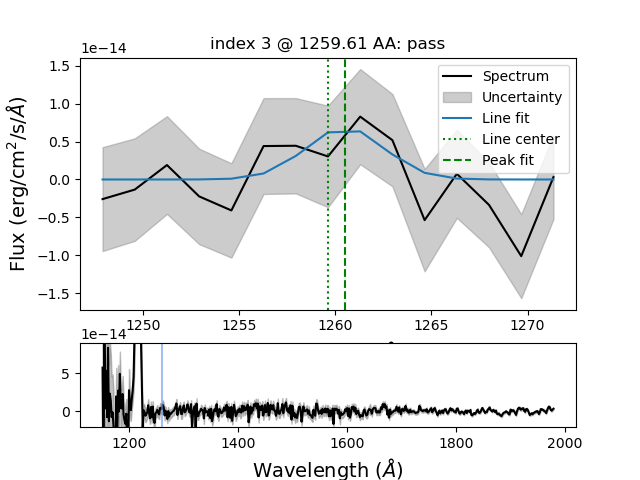 index 3 @ 1259.61 AA: pass
1e−14
1.5
1.0
0.5
0.0
−0.5
−1.0
−1.5
Flux (erg/cm²/s/Å)
Spectrum
Uncertainty
Line fit
Line center
Peak fit
1250
1255
1260
1265
1270
1e−14
5
0
1200
1400
1600
1800
2000
Wavelength (Å)